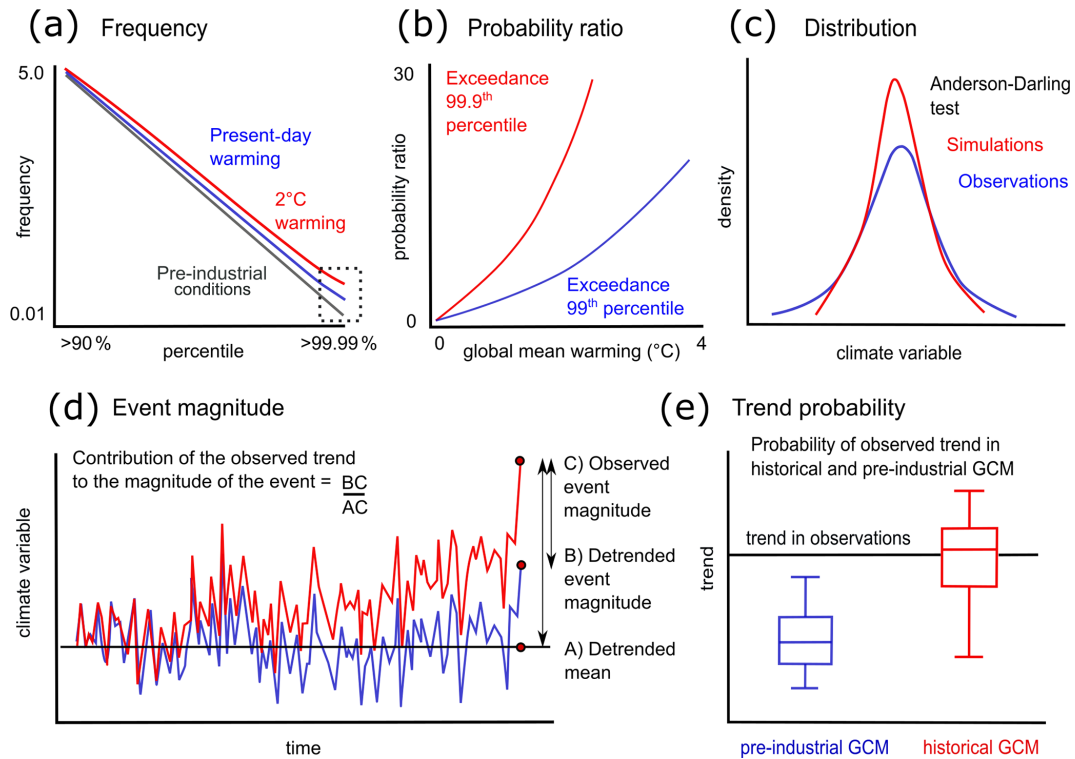 (a) Frequency
5.0
frequency
0.01
Present-day
warming
2°C
warming
Pre-industrial
conditions
>90 %
percentile
>99.99 %
(b) Probability ratio
30
probability ratio
0
Exceedance
99.9th
percentile
Exceedance
99th percentile
0
global mean warming (°C)
4
(c) Distribution
density
Anderson-Darling
test
Simulations
Observations
climate variable
(d) Event magnitude
Contribution of the observed trend
to the magnitude of the event = BC
AC
climate variable
time
C) Observed
event
magnitude
B) Detrended
event
magnitude
A) Detrended
mean
(e) Trend probability
Probability of observed trend in
historical and pre-industrial GCM
trend in observations
trend
pre-industrial GCM
historical GCM